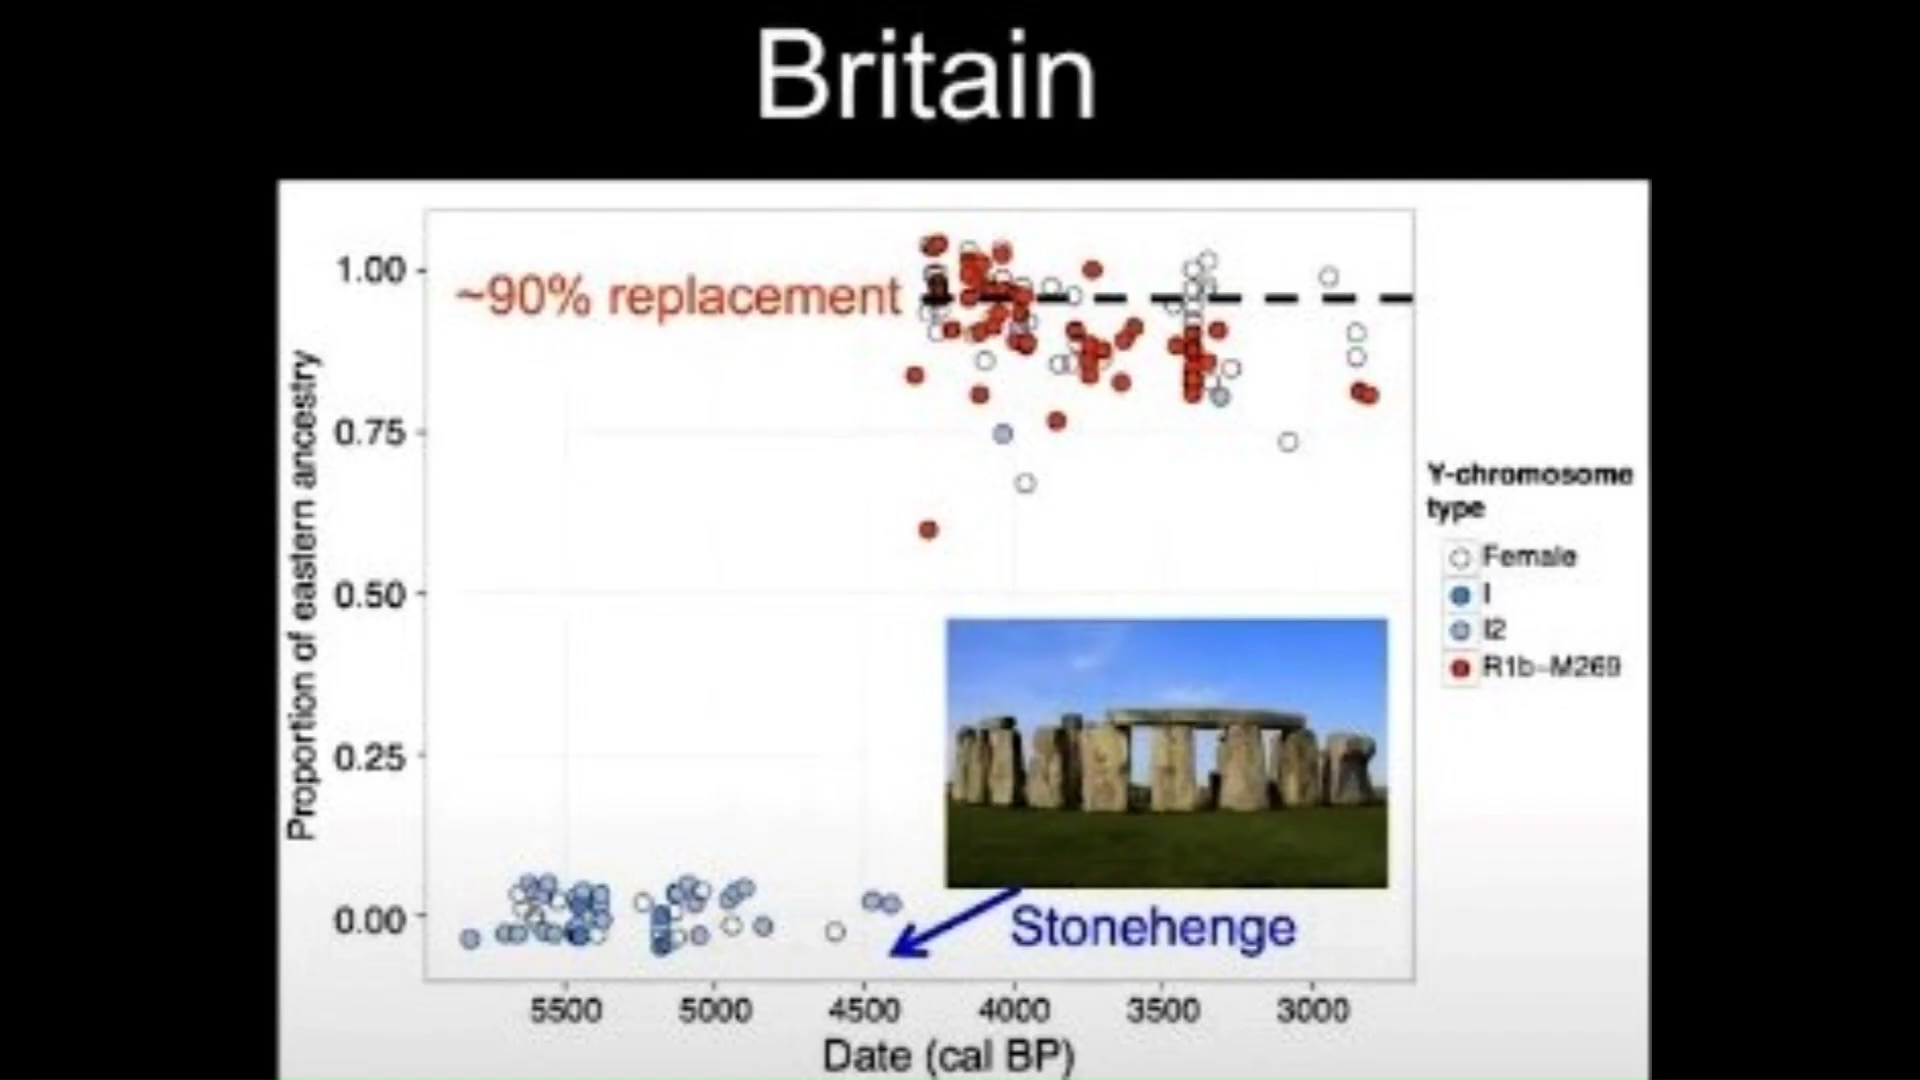 Britain
1.00
~90% replacement
0.75
0.50
0.25
0.00
Proportion of eastern ancestry
Y-chromosome
type
Female
I
I2
R1b-M269
Stonehenge
5500 5000 4500 4000 3500 3000
Date (cal BP)